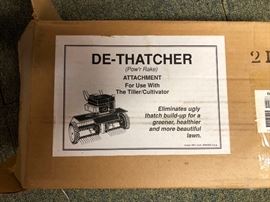 DE-THATCHER
(Pow'r Rake)
ATTACHMENT
For Use With
The Tiller/Cultivator
Eliminates ugly
thatch build-up for a
greener, healthier
and more beautiful
lawn.